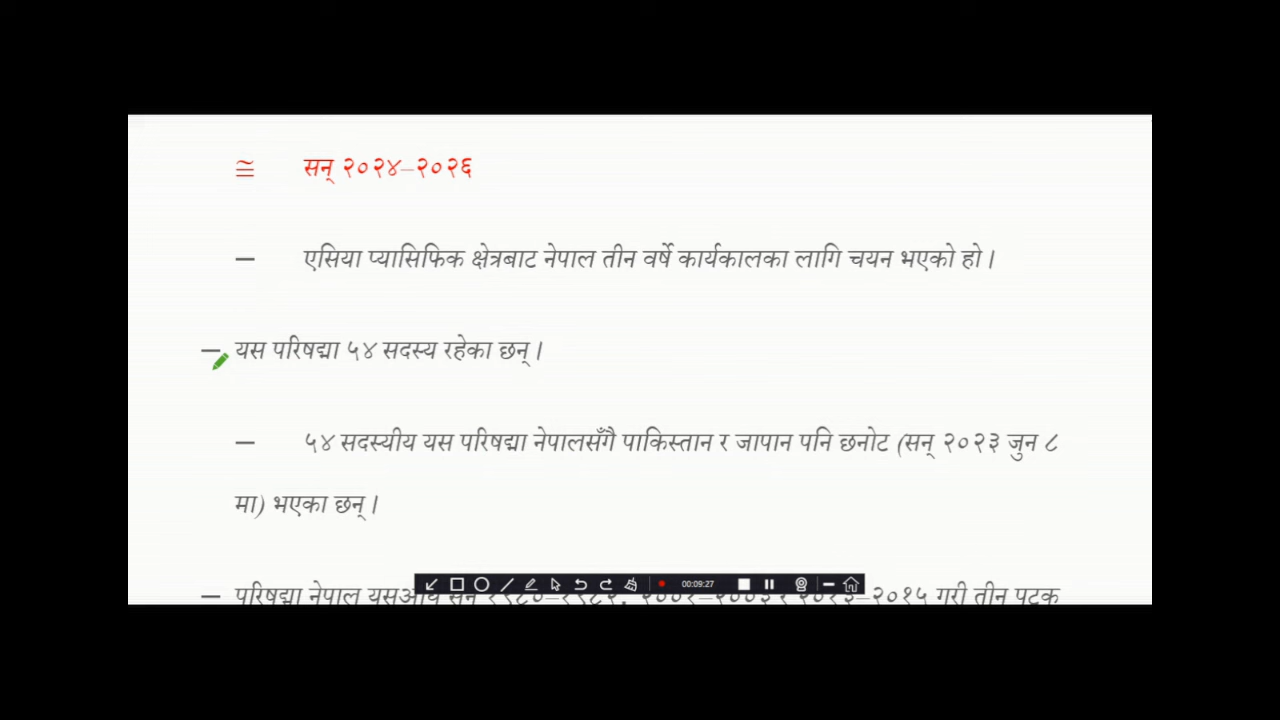 ≅ सन् २०२४–२०२६
— एसिया प्यासिफिक क्षेत्रबाट नेपाल तीन वर्षे कार्यकालका लागि चयन भएको हो ।
— यस परिषद्मा ५४ सदस्य रहेका छन् ।
— ५४ सदस्यीय यस परिषद्मा नेपालसँगै पाकिस्तान र जापान पनि छनोट (सन् २०२३ जुन ८
मा) भएका छन् ।
00:09:27
— परिषद्मा नेपाल यसअघि सन् –२०१५ गरी तीन पटक